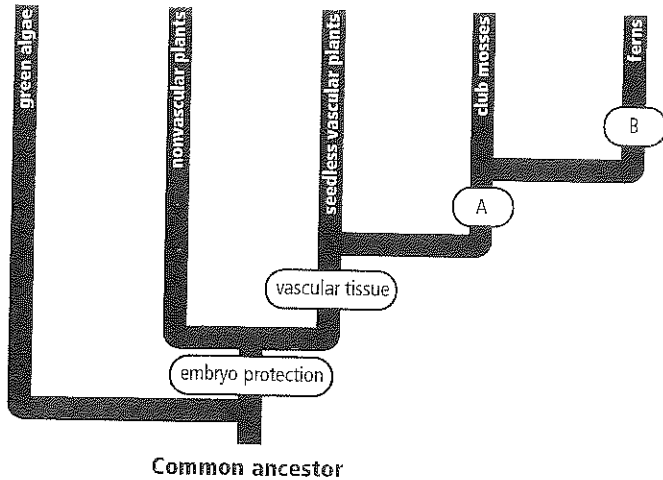 green algae
nonvascular plants
seedless vascular plants
club mosses
ferns
B
A
vascular tissue
embryo protection
Common ancestor